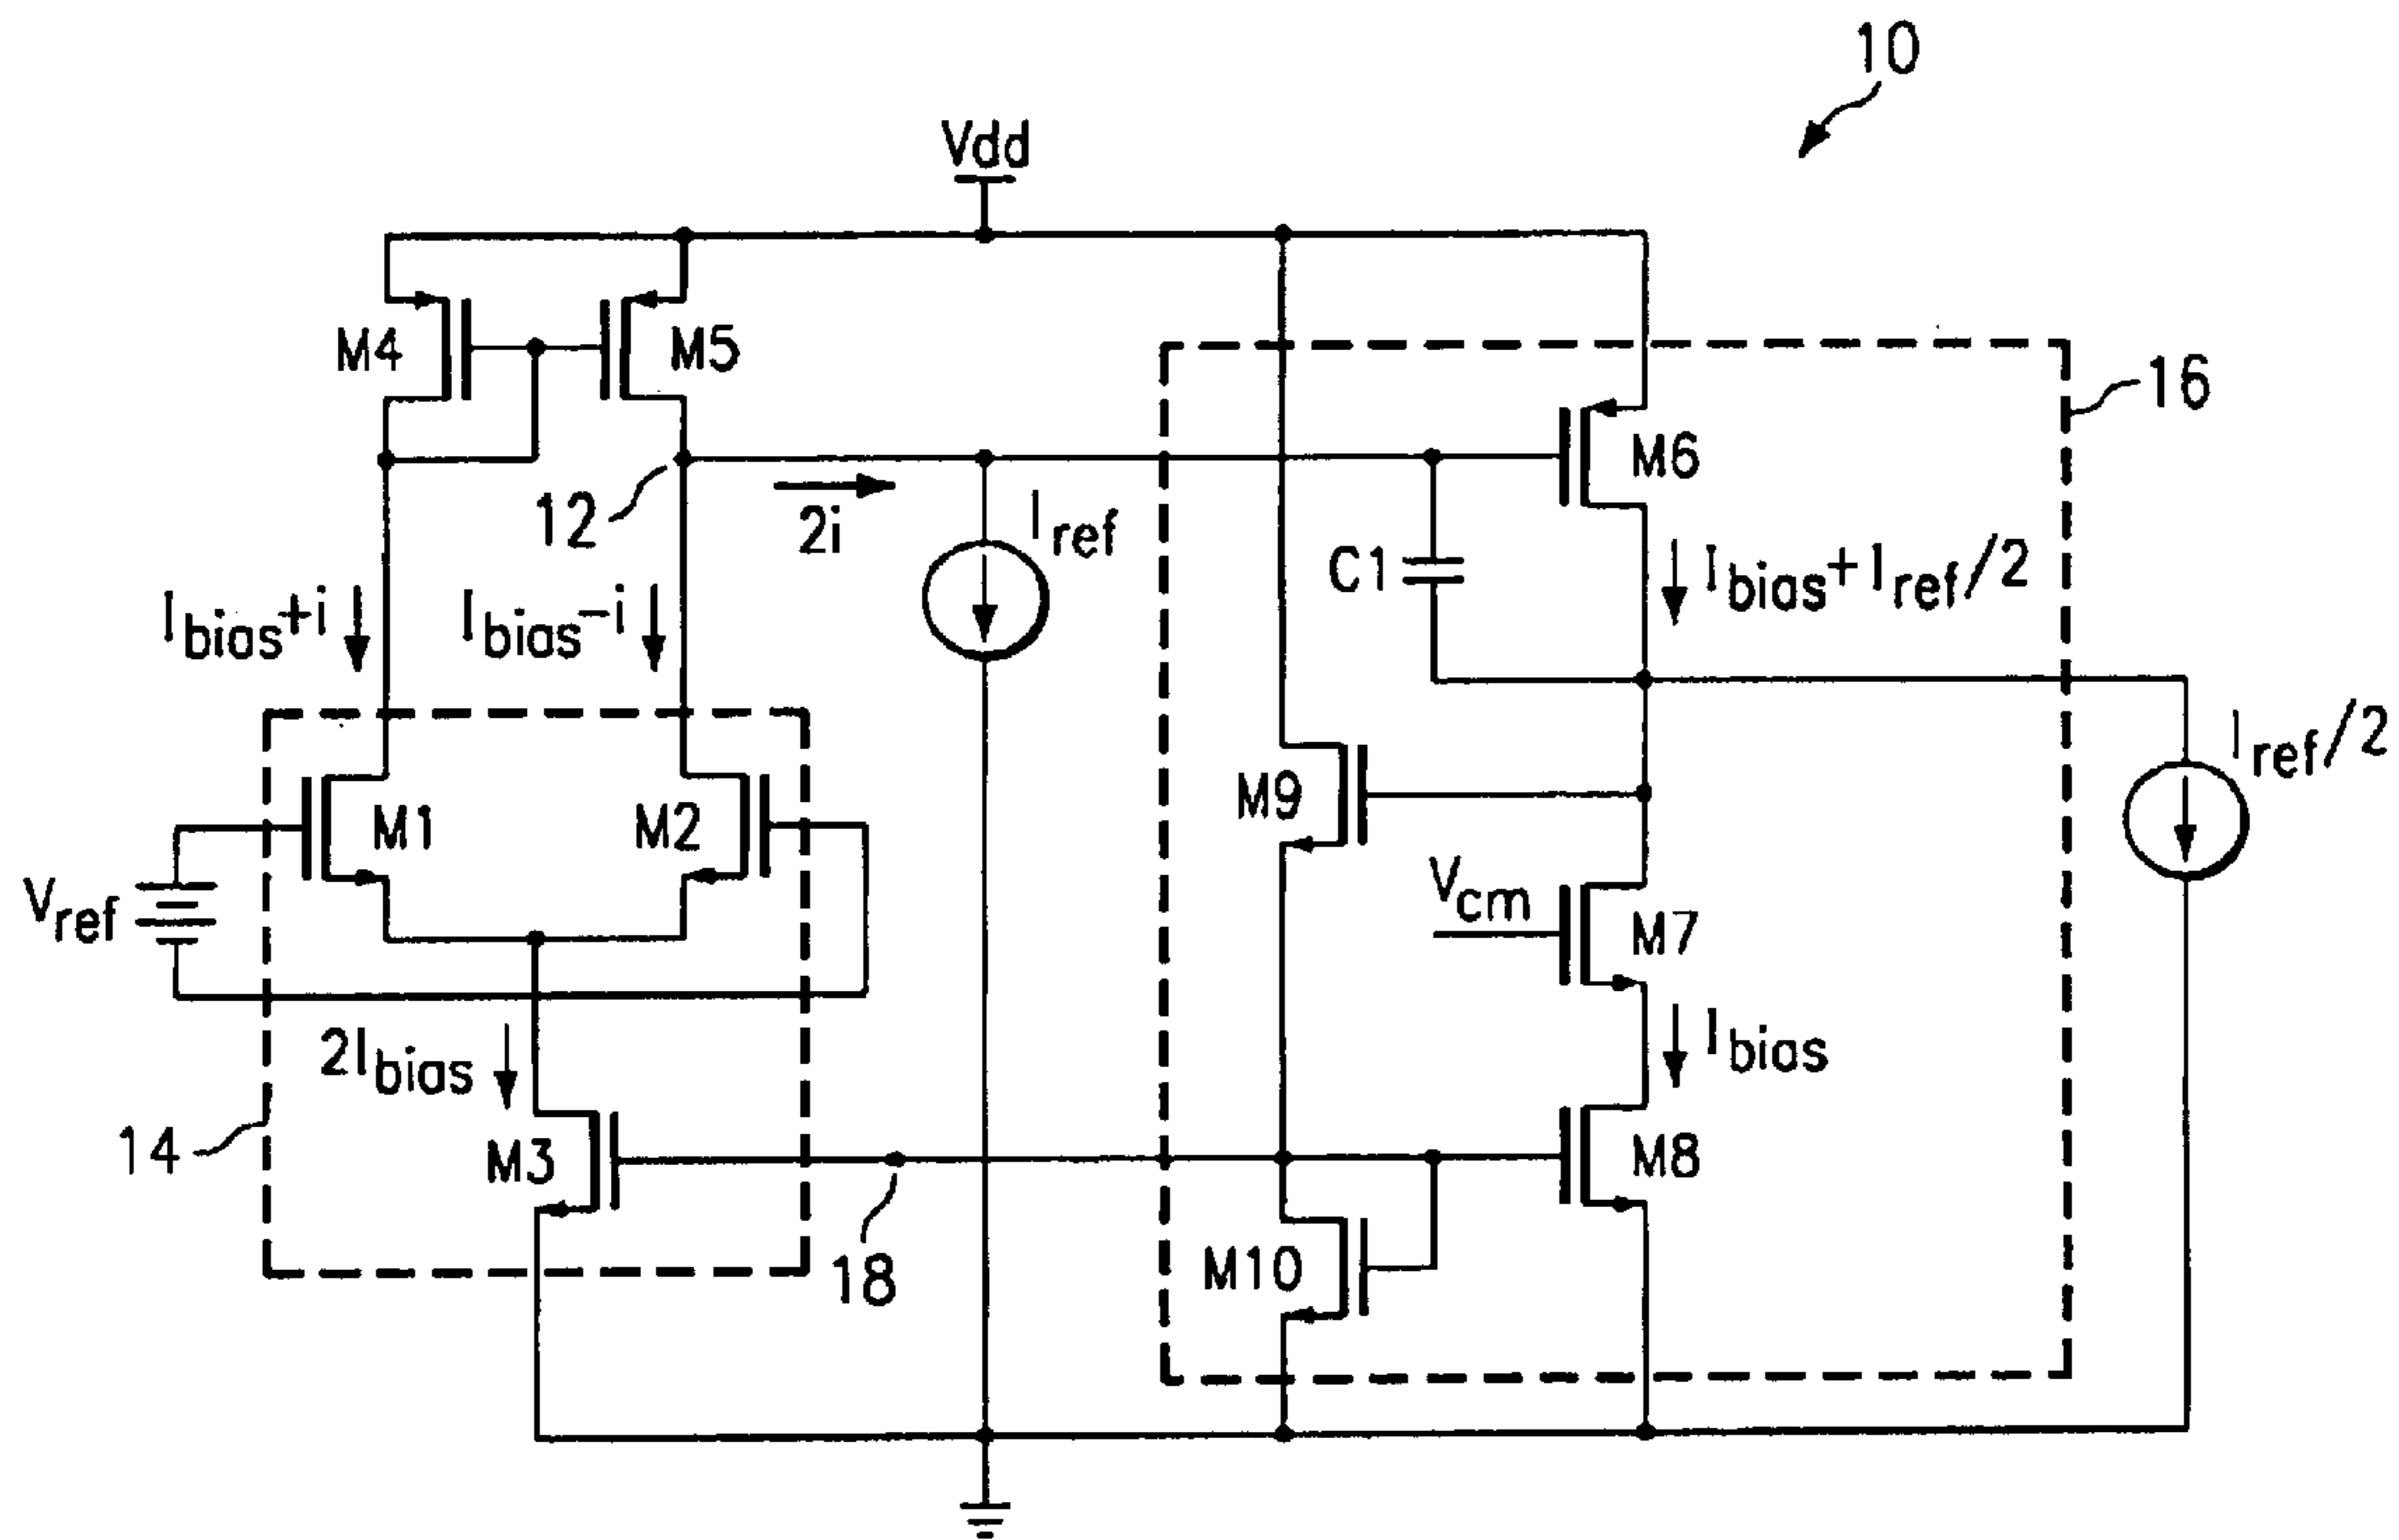 10
Vdd
M4
M5
16
M6
12
2i
Iref
C1
Ibias+Iref/2
Ibias+i
Ibias-i
Iref/2
M1
M2
M9
Vref
Vcm
M7
2Ibias
Ibias
14
M3
M8
18
M10